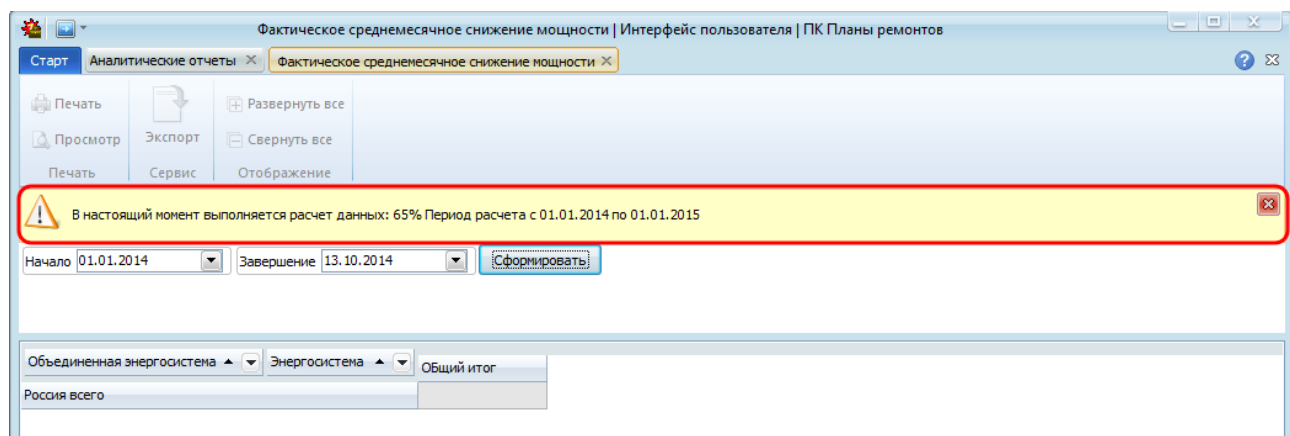 Фактическое среднемесячное снижение мощности | Интерфейс пользователя | ПК Планы ремонтов
Старт Аналитические отчеты Фактическое среднемесячное снижение мощности
Печать Экспорт Развернуть все
Просмотр Свернуть все
Печать Сервис Отображение
В настоящий момент выполняется расчет данных: 65% Период расчета с 01.01.2014 по 01.01.2015
Начало 01.01.2014 Завершение 13.10.2014 Сформировать
Объединенная энергосистема Энергосистема ОБщий итог
Россия всего